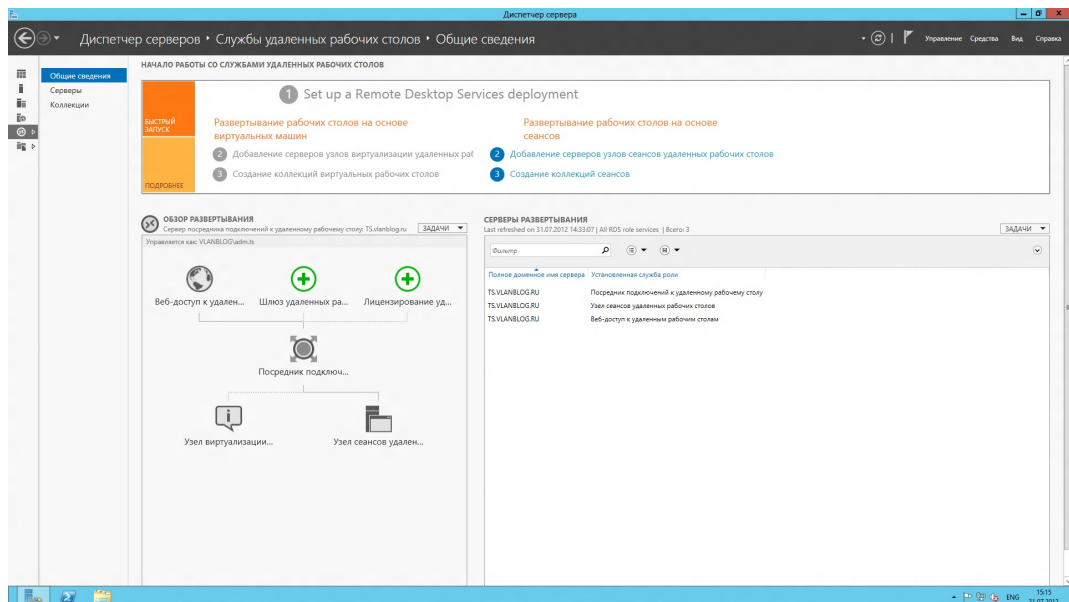 Диспетчер сервера
Диспетчер серверов • Службы удаленных рабочих столов • Общие сведения
Управление Средства Вид Справка
Общие сведения
Серверы
Коллекции
НАЧАЛО РАБОТЫ СО СЛУЖБАМИ УДАЛЕННЫХ РАБОЧИХ СТОЛОВ
БЫСТРЫЙ
ЗАПУСК
ПОДРОБНЕЕ
1 Set up a Remote Desktop Services deployment
Развертывание рабочих столов на основе
виртуальных машин
2 Добавление серверов узлов виртуализации удаленных раб
3 Создание коллекций виртуальных рабочих столов
Развертывание рабочих столов на основе
сеансов
2 Добавление серверов узлов сеансов удаленных рабочих столов
3 Создание коллекций сеансов
ОБЗОР РАЗВЕРТЫВАНИЯ
Сервер посредника подключений к удаленному рабочему столу: TS.vlanblog.ru
ЗАДАЧИ
Управляется как: VLANBLOG\adm.ts
Веб-доступ к удален...
Шлюз удаленных ра...
Лицензирование уд...
Посредник подключ...
Узел виртуализации...
Узел сеансов удален...
СЕРВЕРЫ РАЗВЕРТЫВАНИЯ
Last refreshed on 31.07.2012 14:33:07 | All RDS role services | Всего: 3
ЗАДАЧИ
Фильтр
Полное доменное имя сервера Установленная служба роли
TS.VLANBLOG.RU Посредник подключений к удаленному рабочему столу
TS.VLANBLOG.RU Узел сеансов удаленных рабочих столов
TS.VLANBLOG.RU Веб-доступ к удаленным рабочим столам
ENG
15:15
31.07.2012